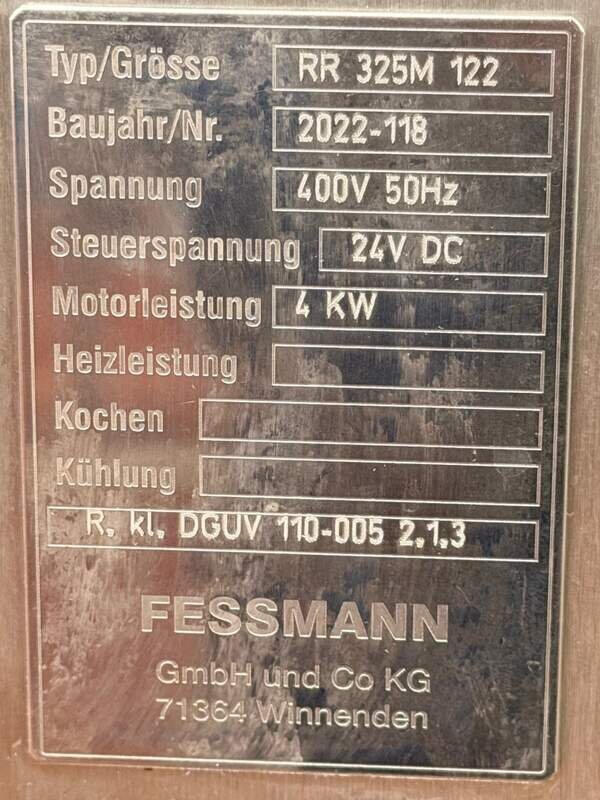 Typ/Grösse RR 325M 122
Baujahr/Nr. 2022-118
Spannung 400V 50Hz
Steuerspannung 24V DC
Motorleistung 4 KW
Heizleistung
Kochen
Kühlung
R. kl. DGUV 110-005 2.1.3
FESSMANN
GmbH und Co KG
71364 Winnenden